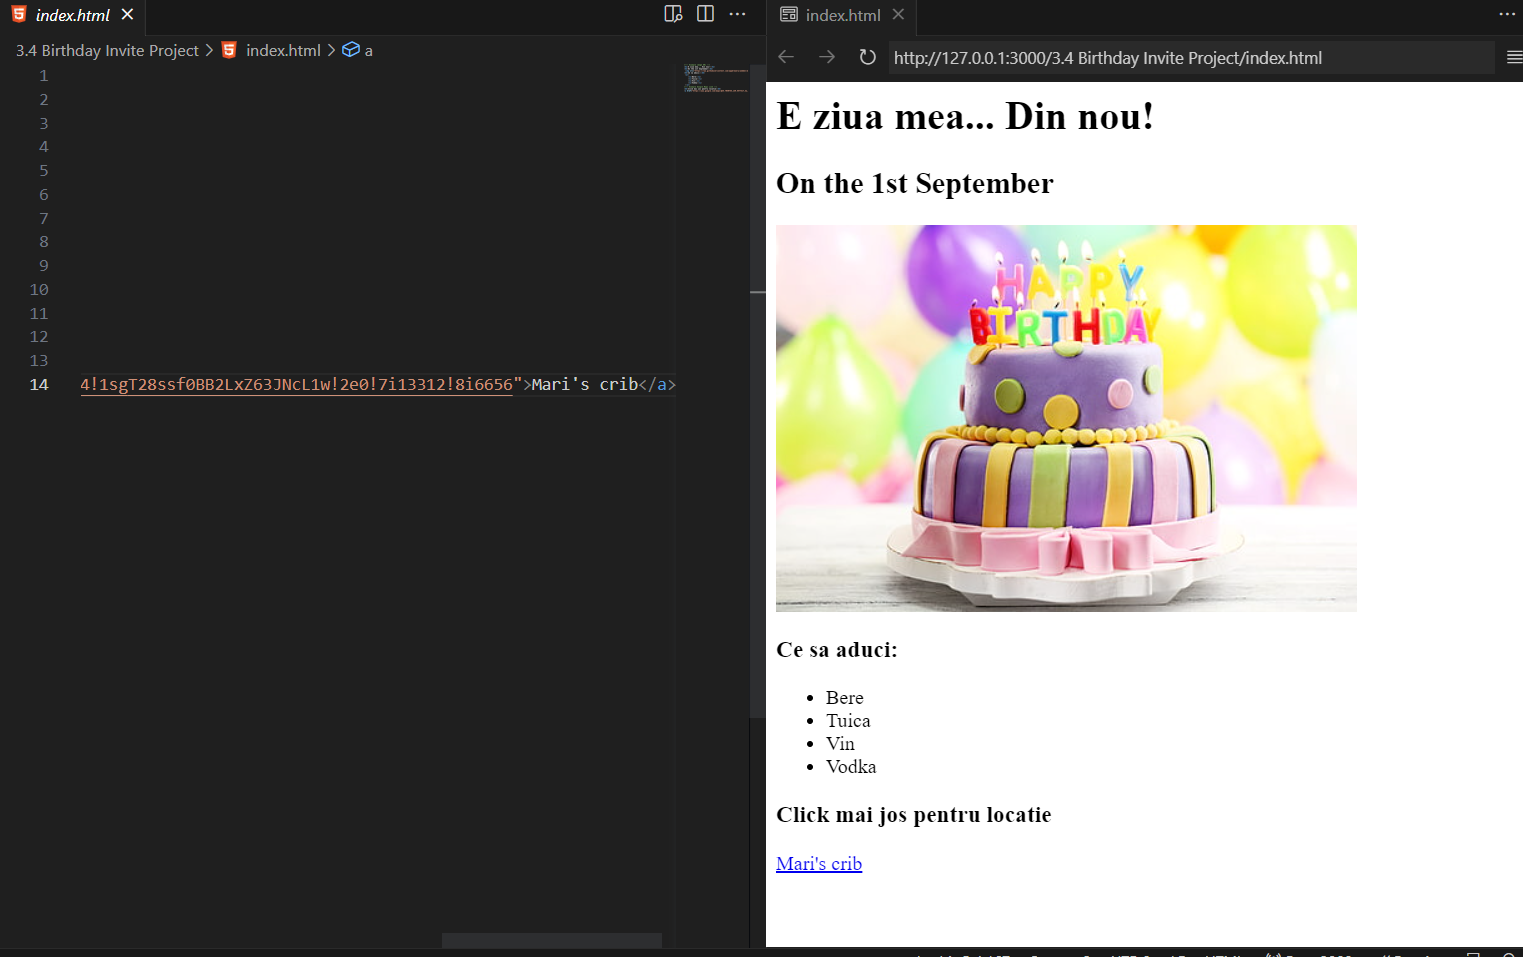 index.html
3.4 Birthday Invite Project > index.html > a
1
2
3
4
5
6
7
8
9
10
11
12
13
14 4!1sgT28ssf0BB2LxZ63JNcL1w!2e0!7i13312!8i6656">Mari's crib</a>
index.html
http://127.0.0.1:3000/3.4 Birthday Invite Project/index.html
E ziua mea... Din nou!
On the 1st September
HAPPY
BIRTHDAY
Ce sa aduci:
Bere
Tuica
Vin
Vodka
Click mai jos pentru locatie
Mari's crib